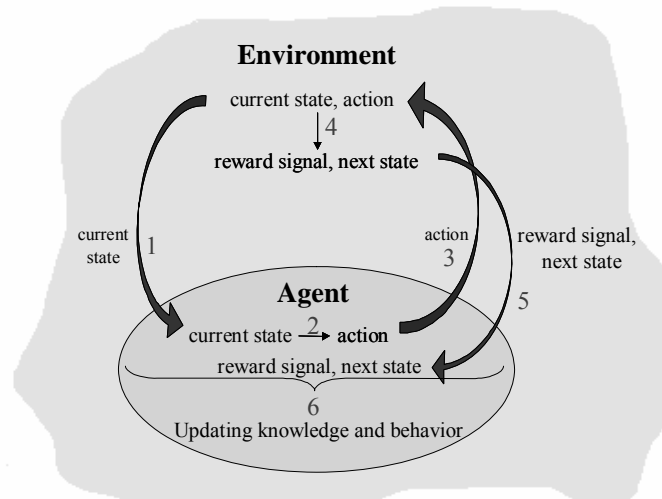 Environment
current state, action
4
reward signal, next state
current
state
1
action
3
reward signal,
next state
5
Agent
current state 2 action
reward signal, next state
6
Updating knowledge and behavior